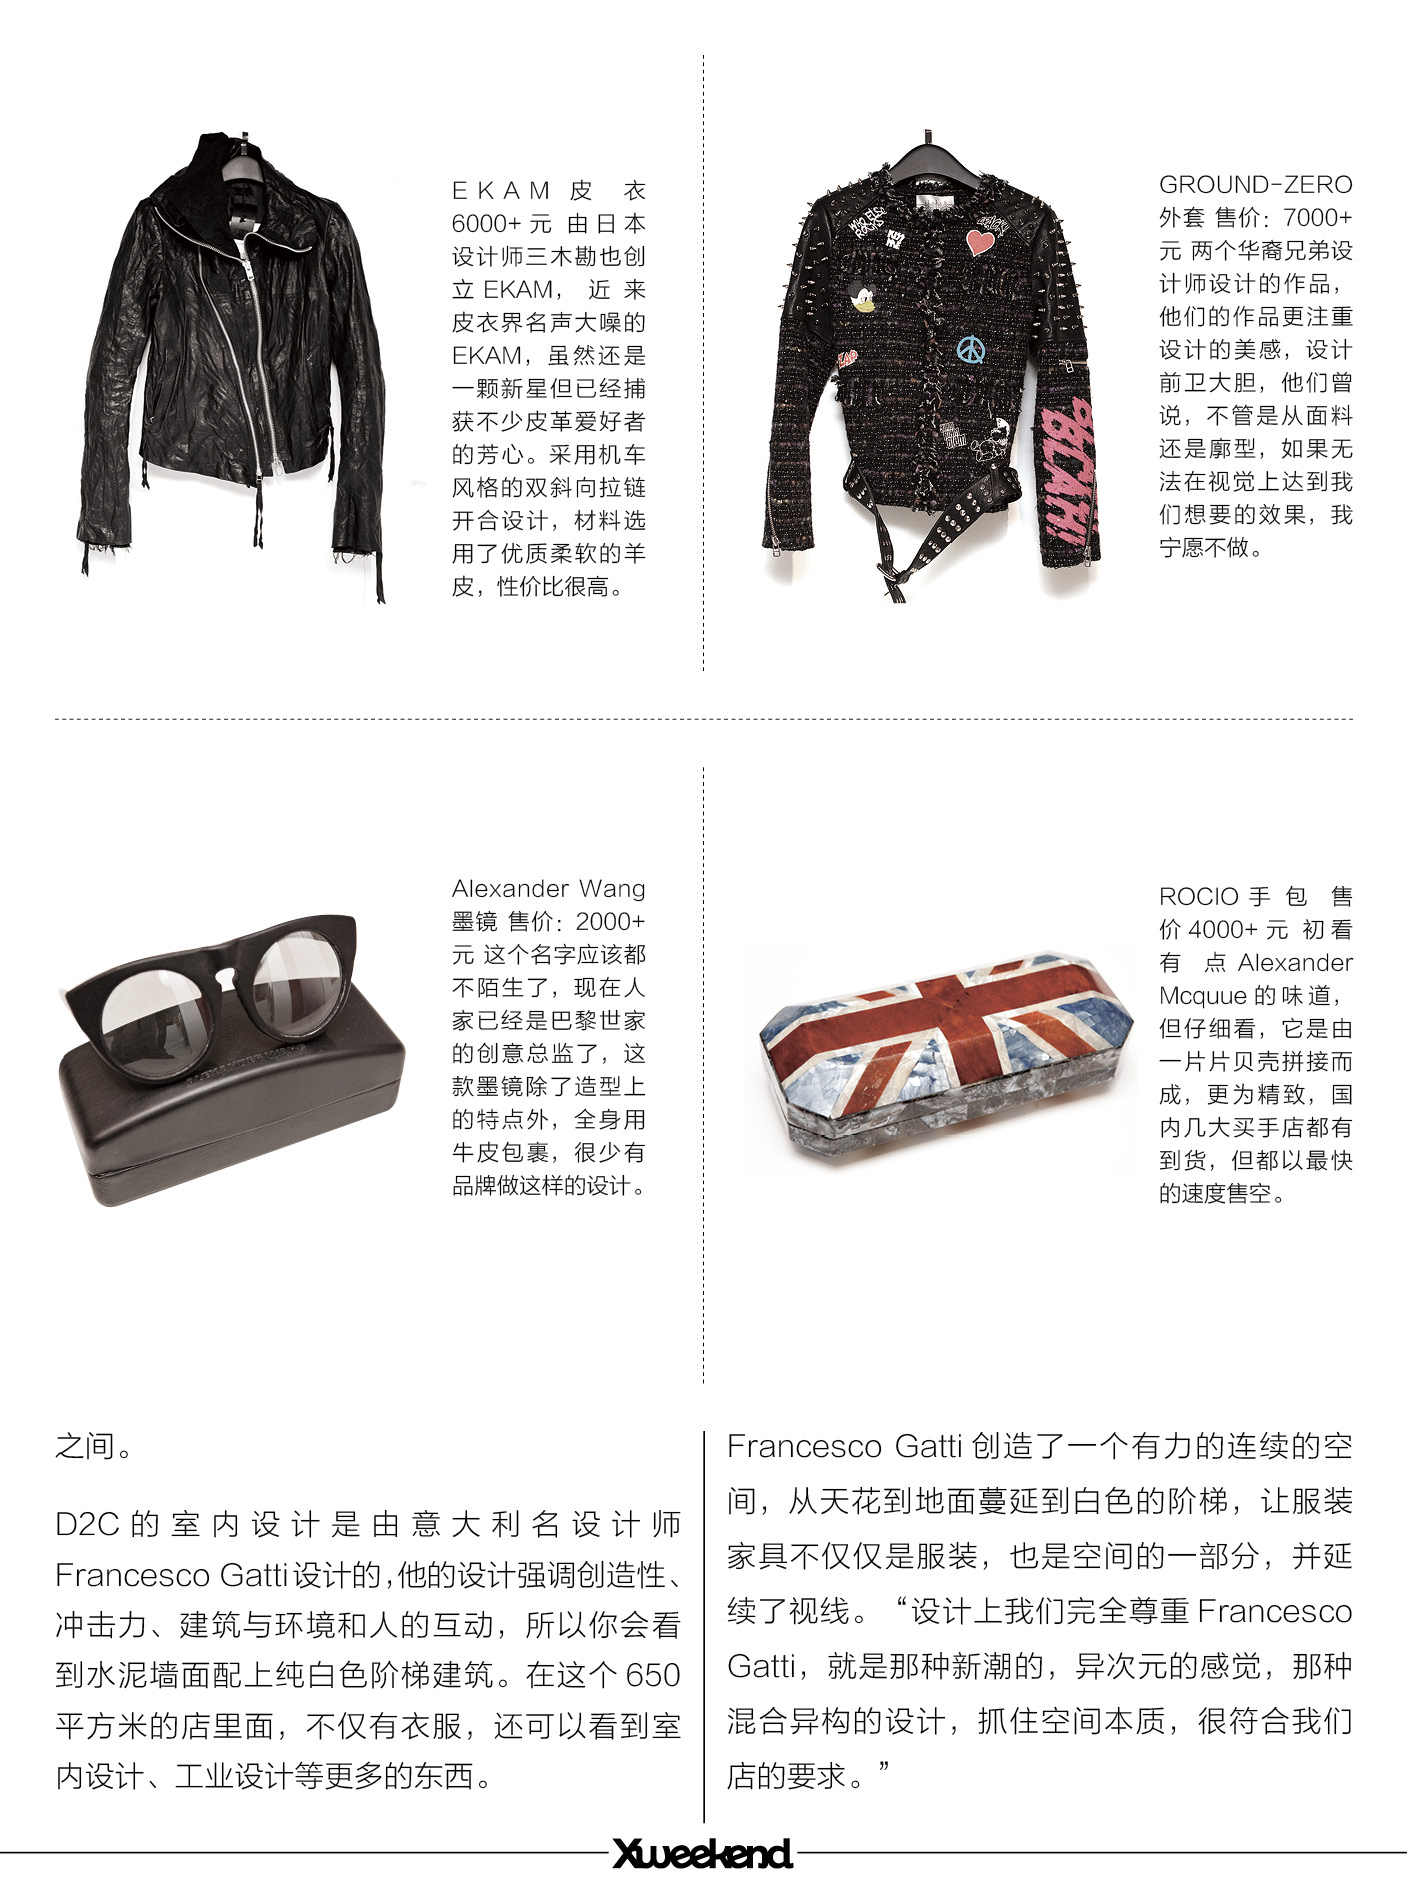 EKAM 皮 衣
6000+ 元 由日本
设计师三木勘也创
立 EKAM， 近 来
皮衣界名声大噪的
EKAM，虽然还是
一颗新星但已经捕
获不少皮革爱好者
的芳心。采用机车
风格的双斜向拉链
开合设计，材料选
用了优质柔软的羊
皮，性价比很高。
GROUND-ZERO
外套 售价：7000+
元 两个华裔兄弟设
计师设计的作品，
他们的作品更注重
设计的美感，设计
前卫大胆，他们曾
说，不管是从面料
还是廓型，如果无
法在视觉上达到我
们想要的效果，我
宁愿不做。
WHO ELSE
ROCKS
BLAH!!
Alexander Wang
墨镜 售价：2000+
元 这个名字应该都
不陌生了，现在人
家已经是巴黎世家
的创意总监了，这
款墨镜除了造型上
的特点外，全身用
牛皮包裹，很少有
品牌做这样的设计。
ROCIO 手 包 售
价 4000+ 元 初看
有 点 Alexander
Mcquue 的味道，
但仔细看，它是由
一片片贝壳拼接而
成，更为精致，国
内几大买手店都有
到货，但都以最快
的速度售空。
之间。
D2C 的室内设计是由意大利名设计师
Francesco Gatti设计的，他的设计强调创造性、
冲击力、建筑与环境和人的互动，所以你会看
到水泥墙面配上纯白色阶梯建筑。在这个 650
平方米的店里面，不仅有衣服，还可以看到室
内设计、工业设计等更多的东西。
Francesco Gatti 创造了一个有力的连续的空
间，从天花到地面蔓延到白色的阶梯，让服装
家具不仅仅是服装，也是空间的一部分，并延
续了视线。“设计上我们完全尊重 Francesco
Gatti，就是那种新潮的，异次元的感觉，那种
混合异构的设计，抓住空间本质，很符合我们
店的要求。”
Xweekend